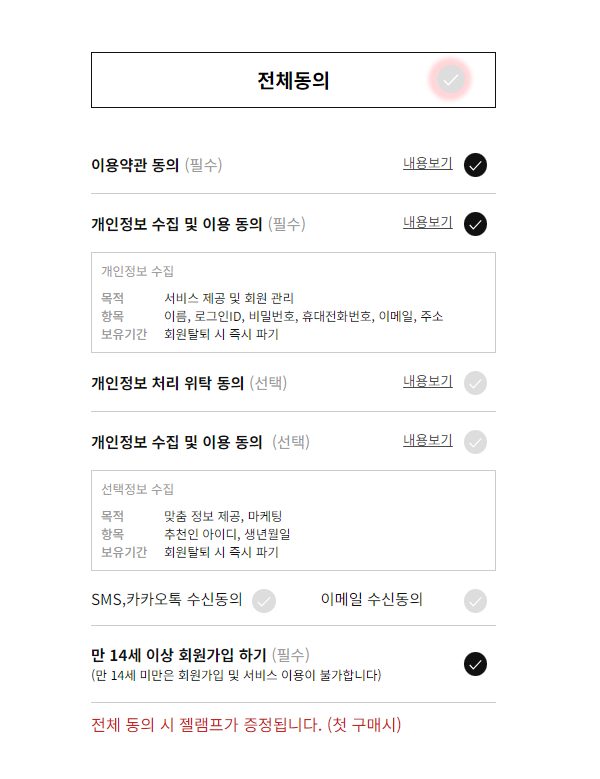 전체동의
이용약관 동의 (필수) 내용보기
개인정보 수집 및 이용 동의 (필수) 내용보기
개인정보 수집
목적 서비스 제공 및 회원 관리
항목 이름, 로그인ID, 비밀번호, 휴대전화번호, 이메일, 주소
보유기간 회원탈퇴 시 즉시 파기
개인정보 처리 위탁 동의 (선택) 내용보기
개인정보 수집 및 이용 동의 (선택) 내용보기
선택정보 수집
목적 맞춤 정보 제공, 마케팅
항목 추천인 아이디, 생년월일
보유기간 회원탈퇴 시 즉시 파기
SMS,카카오톡 수신동의 이메일 수신동의
만 14세 이상 회원가입 하기 (필수)
(만 14세 미만은 회원가입 및 서비스 이용이 불가합니다)
전체 동의 시 젤램프가 증정됩니다. (첫 구매시)